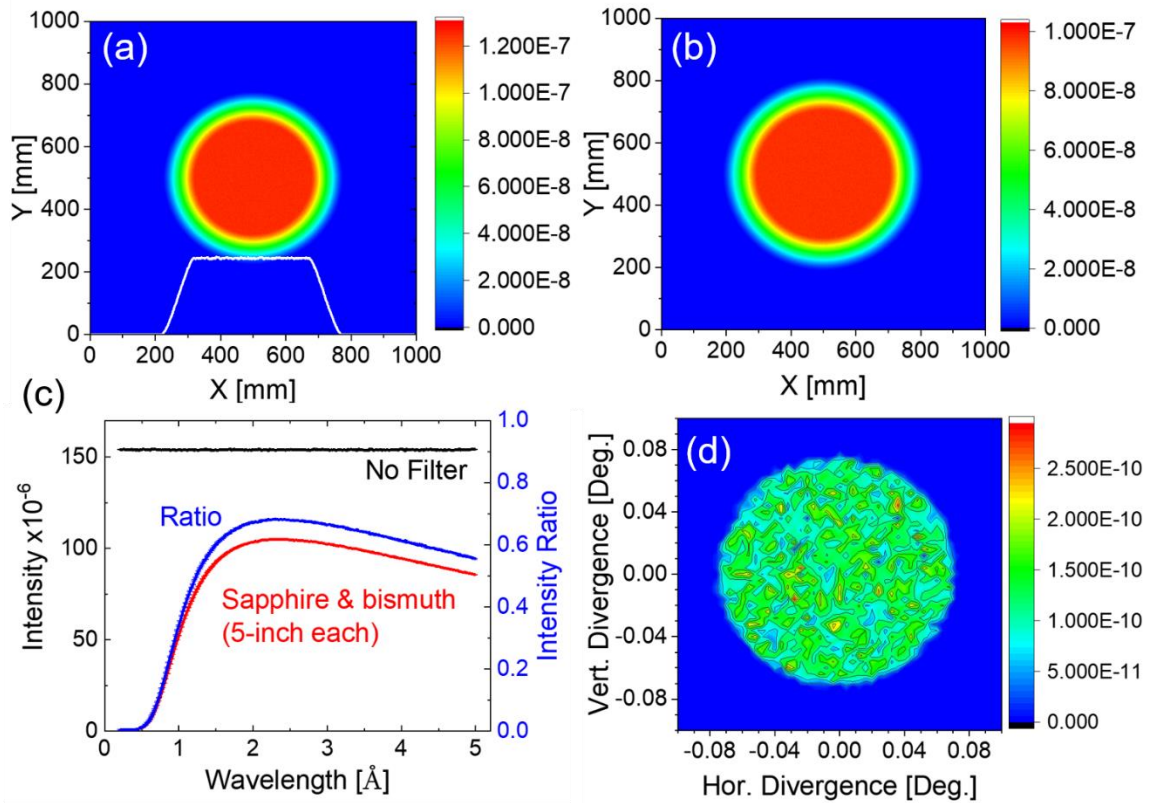 (a)
1000
800
600
400
200
0
Y [mm]
0 200 400 600 800 1000
X [mm]
1.200E-7
1.000E-7
8.000E-8
6.000E-8
4.000E-8
2.000E-8
0.000
(b)
1000
800
600
400
200
0
Y [mm]
0 200 400 600 800 1000
X [mm]
1.000E-7
8.000E-8
6.000E-8
4.000E-8
2.000E-8
0.000
(c)
150
100
50
0
Intensity x10-6
No Filter
Ratio
Sapphire & bismuth
(5-inch each)
1.0
0.8
0.6
0.4
0.2
0.0
Intensity Ratio
1 2 3 4 5
Wavelength [Å]
(d)
0.08
0.04
0.00
-0.04
-0.08
Vert. Divergence [Deg.]
-0.08 -0.04 0.00 0.04 0.08
Hor. Divergence [Deg.]
2.500E-10
2.000E-10
1.500E-10
1.000E-10
5.000E-11
0.000